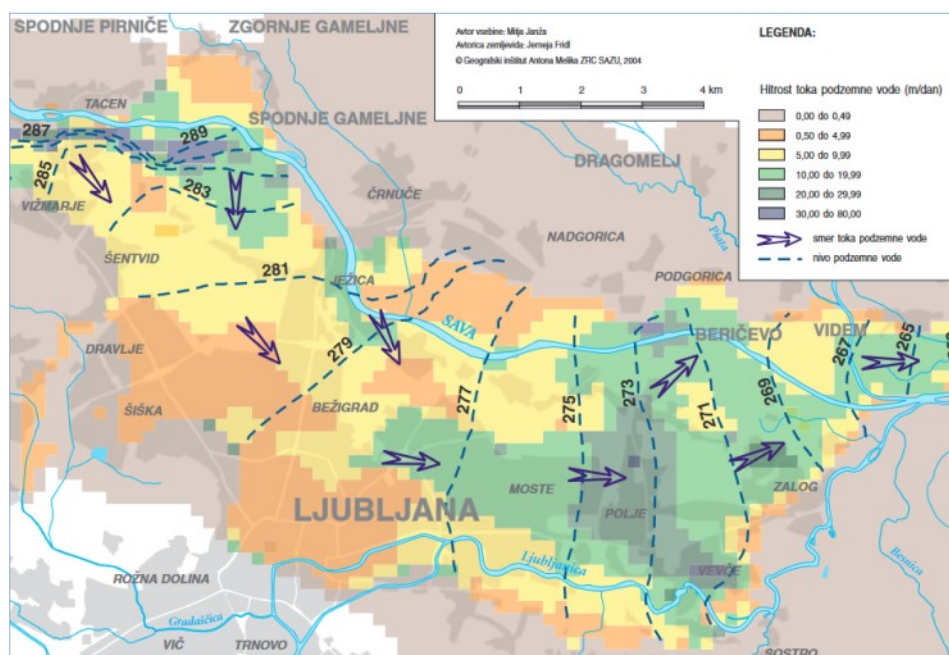 SPODNJE PIRNIČE
ZGORNJE GAMELJNE
Avtor vsebine: Mitja Janža
Avtorica zemljevida: Jerneja Fridl
© Geografski inštitut Antona Melika ZRC SAZU, 2004
0 1 2 3 4 km
LEGENDA:
Hitrost toka podzemne vode (m/dan)
0,00 do 0,49
0,50 do 4,99
5,00 do 9,99
10,00 do 19,99
20,00 do 29,99
30,00 do 80,00
smer toka podzemne vode
nivo podzemne vode
TACEN
SPODNJE GAMELJNE
287
289
285
283
VIŽMARJE
ČRNUČE
DRAGOMELJ
Pšata
NADGORICA
ŠENTVID
281
JEŽICA
PODGORICA
SAVA
BERIČEVO
VIDEM
DRAVLJE
279
277
275
273
271
269
267
265
ŠIŠKA
BEŽIGRAD
LJUBLJANA
MOSTE
POLJE
ZALOG
Ljubljanica
VEVČE
Besnica
ROŽNA DOLINA
Gradaščica
VIČ
TRNOVO
SOSTRO